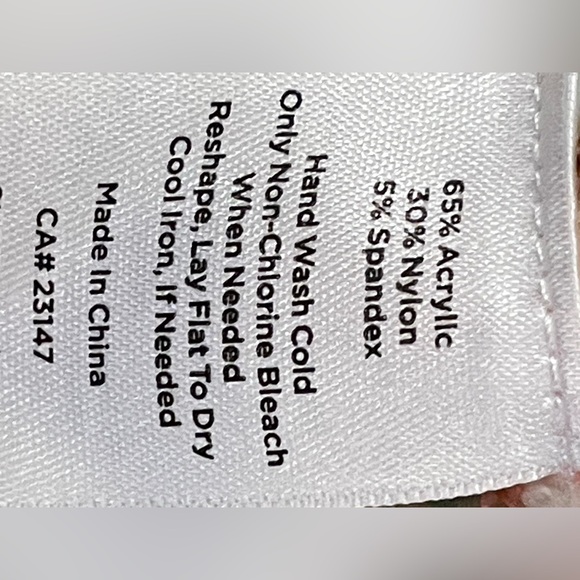 65% Acrylic
30% Nylon
5% Spandex
Hand Wash Cold
Only Non-Chlorine Bleach
When Needed
Reshape, Lay Flat To Dry
Cool Iron, If Needed
Made In China
CA# 23147